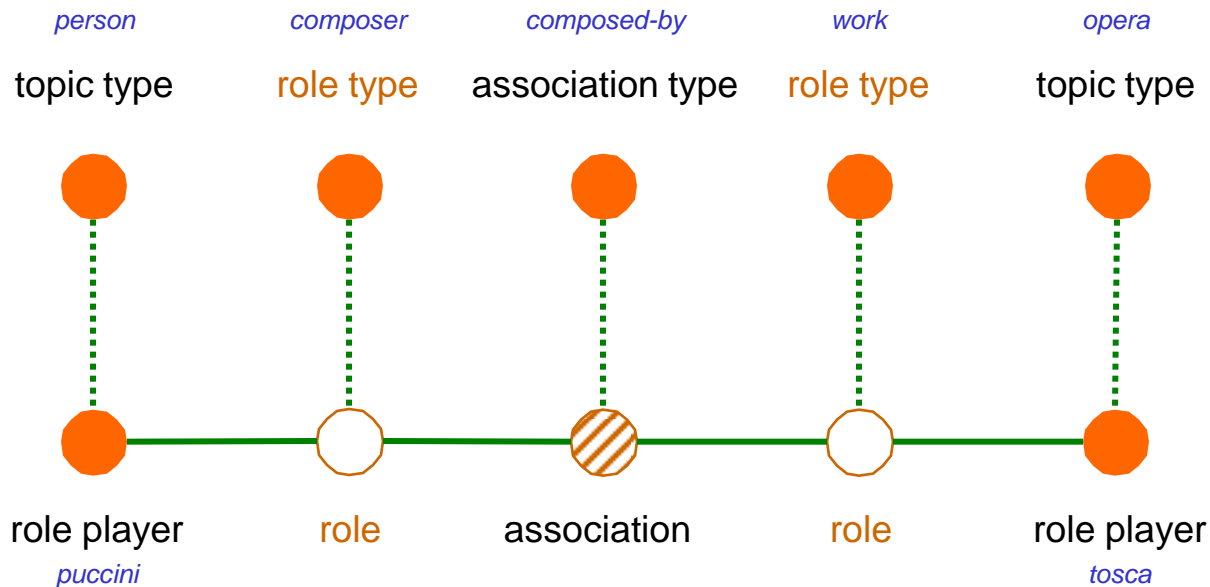 person composer composed-by work opera
topic type role type association type role type topic type
role player role association role role player
puccini tosca